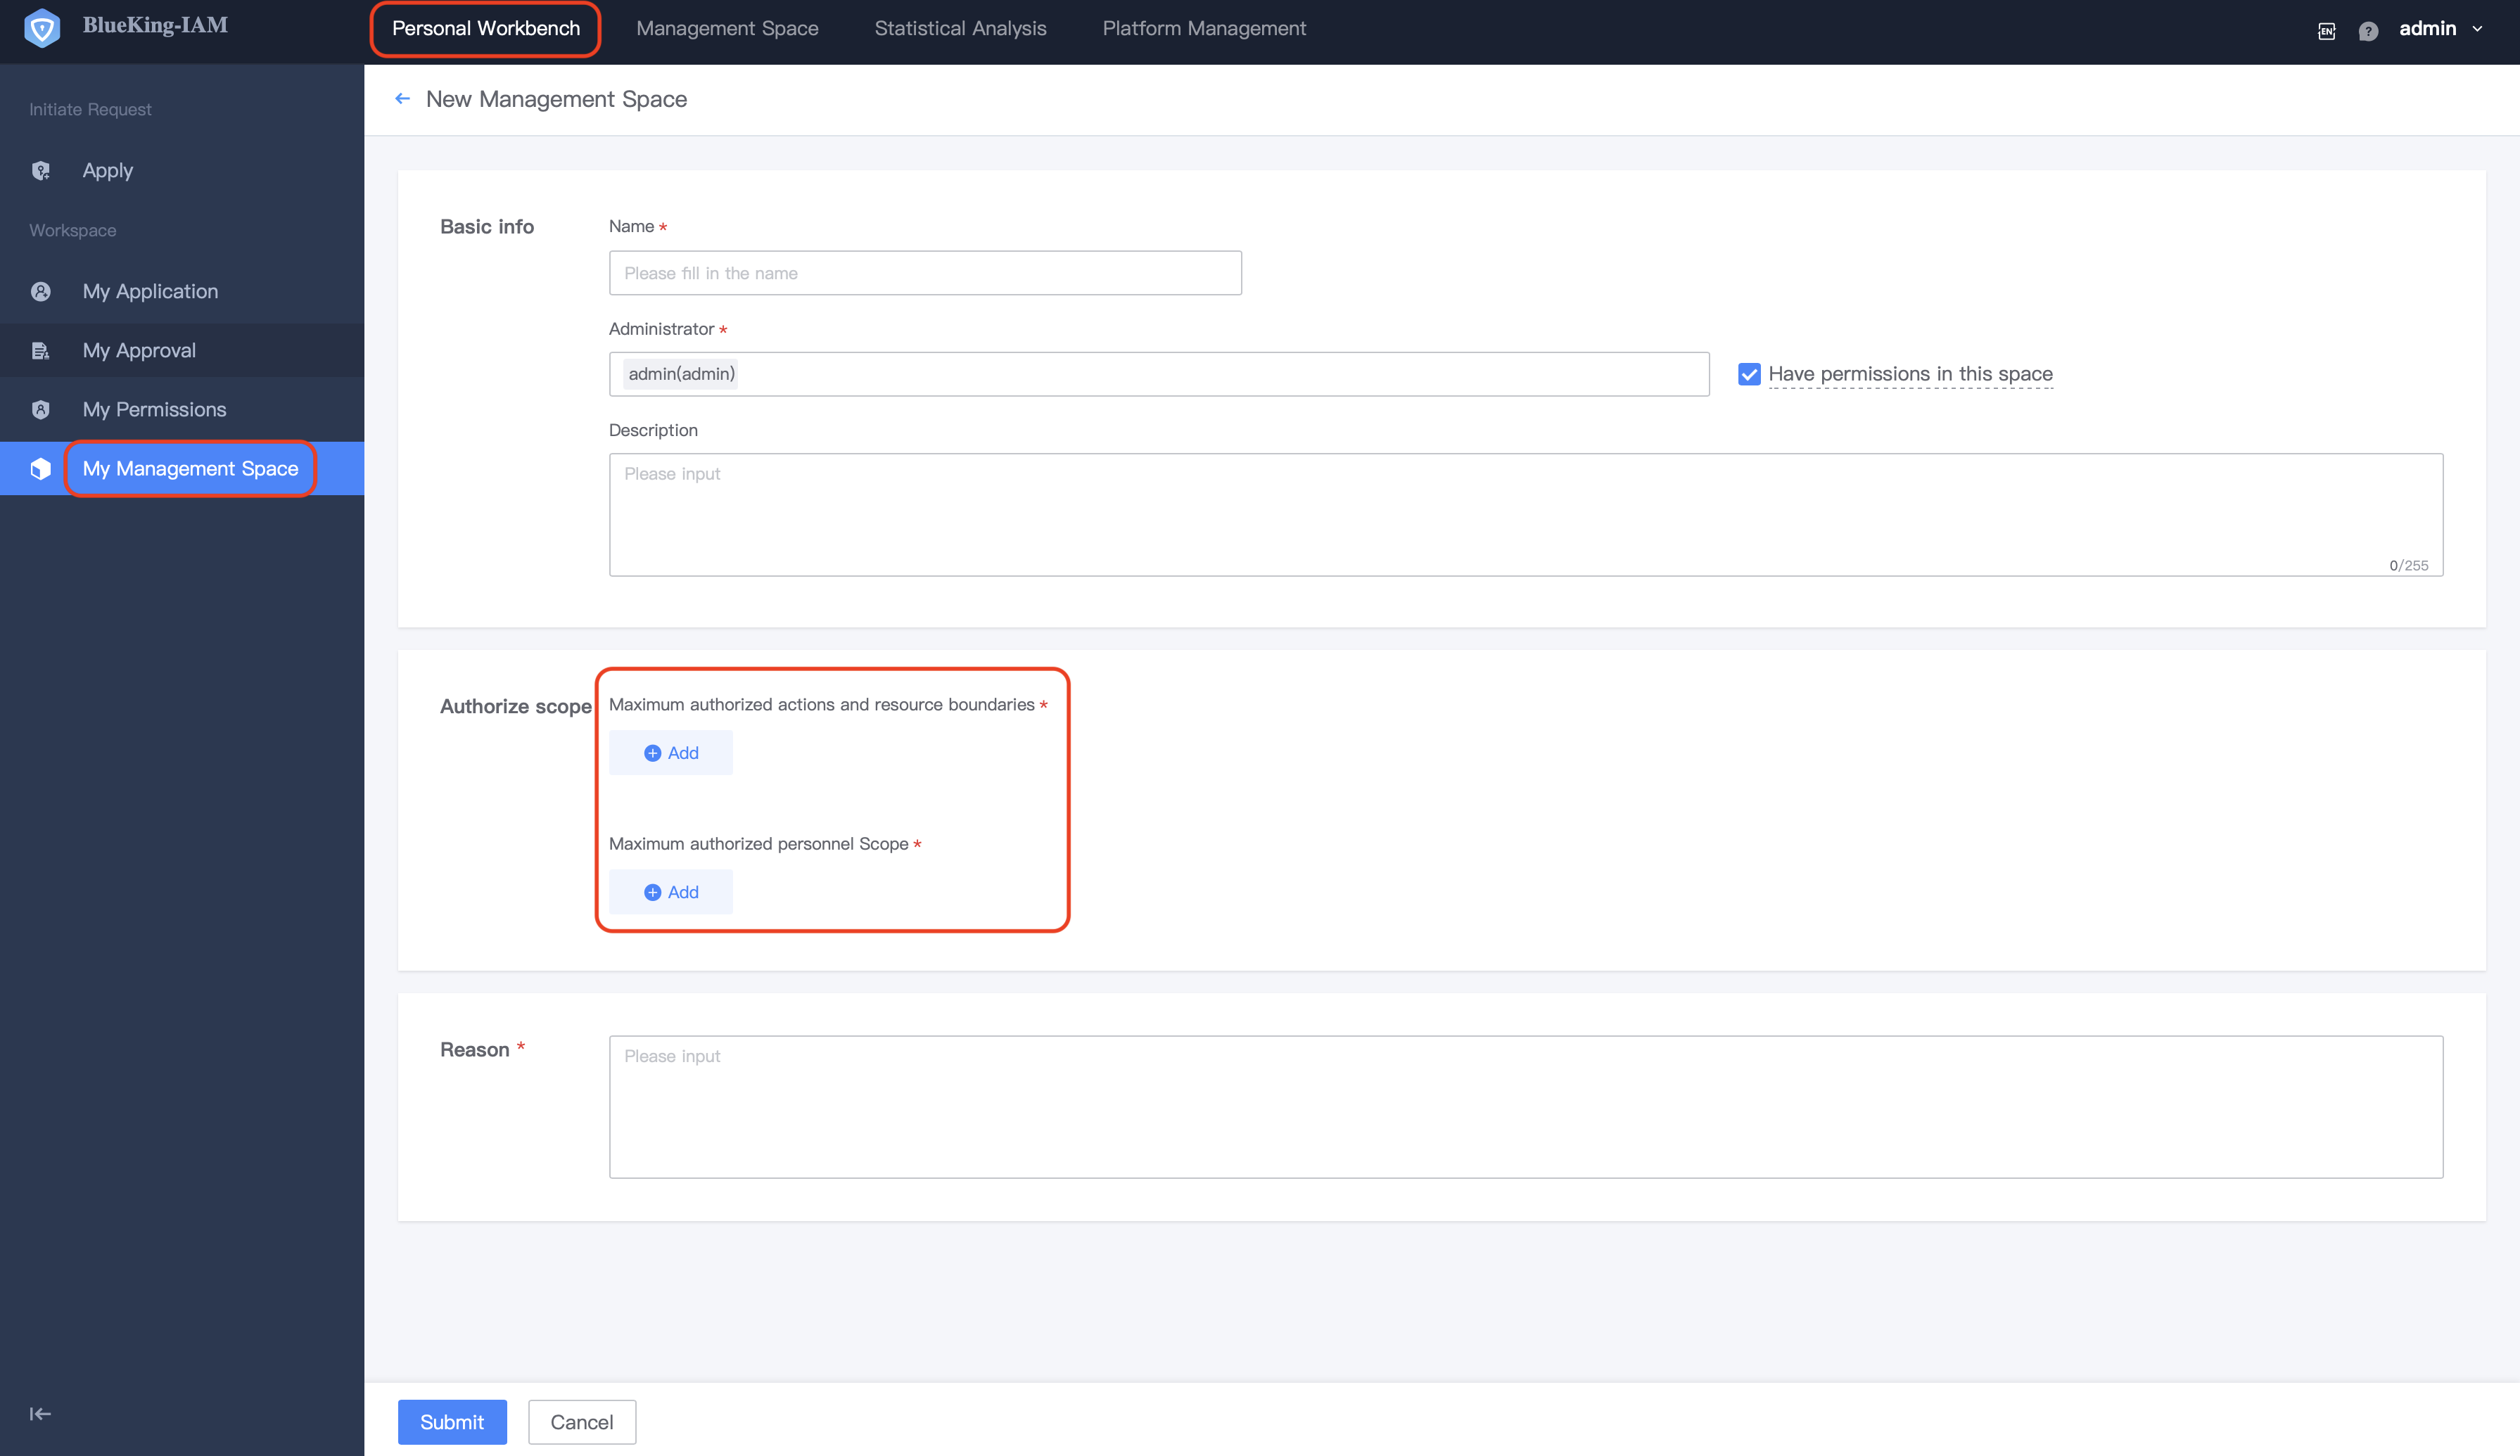 BlueKing-IAM
Personal Workbench
Management Space
Statistical Analysis
Platform Management
EN
?
admin
Initiate Request
Apply
Workspace
My Application
My Approval
My Permissions
My Management Space
New Management Space
Basic info
Name *
Please fill in the name
Administrator *
admin(admin)
Have permissions in this space
Description
Please input
0/255
Authorize scope
Maximum authorized actions and resource boundaries *
Add
Maximum authorized personnel Scope *
Add
Reason *
Please input
Submit
Cancel